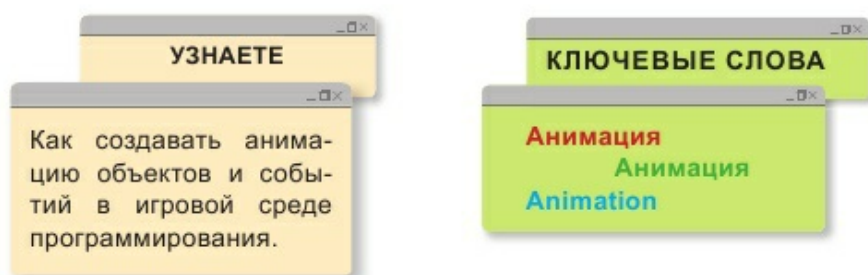 УЗНАЕТЕ
Как создавать анима-
цию объектов и собы-
тий в игровой среде
программирования.
КЛЮЧЕВЫЕ СЛОВА
Анимация
Анимация
Animation